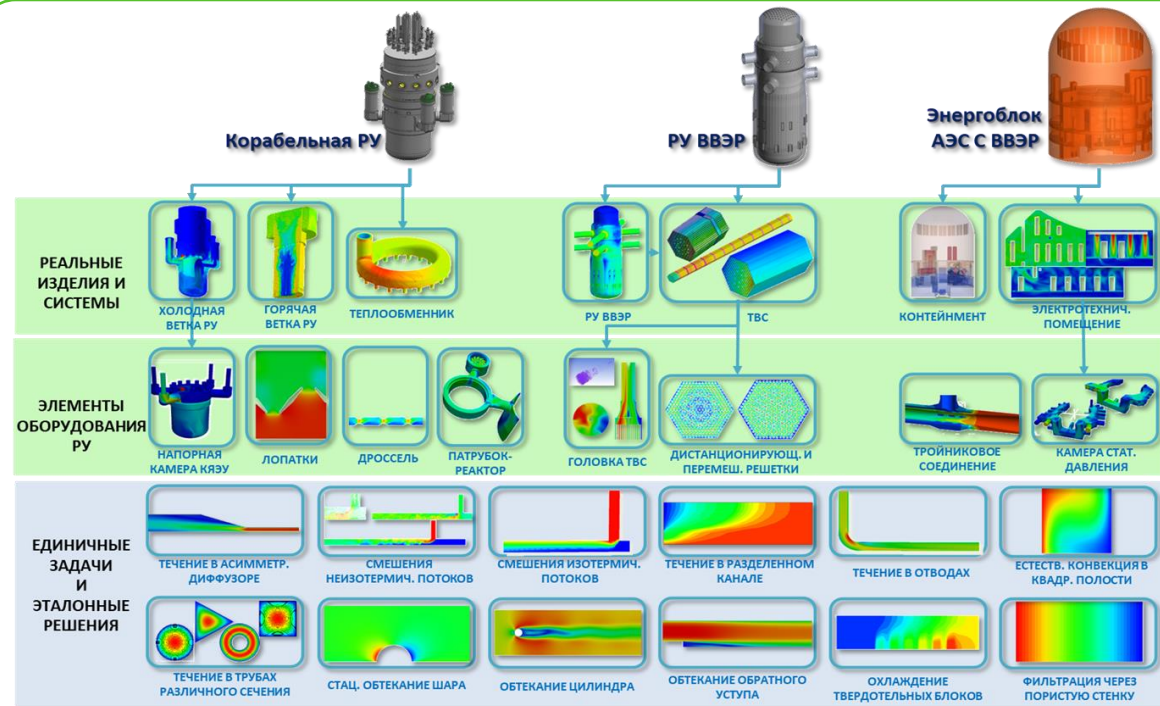 Корабельная РУ
РУ ВВЭР
Энергоблок
АЭС С ВВЭР
РЕАЛЬНЫЕ
ИЗДЕЛИЯ И
СИСТЕМЫ
ХОЛОДНАЯ
ВЕТКА РУ
ГОРЯЧАЯ
ВЕТКА РУ
ТЕПЛООБМЕННИК
РУ ВВЭР
ТВС
КОНТЕЙНМЕНТ
ЭЛЕКТРОТЕХНИЧ.
ПОМЕЩЕНИЕ
ЭЛЕМЕНТЫ
ОБОРУДОВАНИЯ
РУ
НАПОРНАЯ
КАМЕРА КЯЭУ
ЛОПАТКИ
ДРОССЕЛЬ
ПАТРУБОК-
РЕАКТОР
ГОЛОВКА ТВС
ДИСТАНЦИОНИРУЮЩ. И
ПЕРЕМЕШ. РЕШЕТКИ
ТРОЙНИКОВОЕ
СОЕДИНЕНИЕ
КАМЕРА СТАТ.
ДАВЛЕНИЯ
ЕДИНИЧНЫЕ
ЗАДАЧИ
И
ЭТАЛОННЫЕ
РЕШЕНИЯ
ТЕЧЕНИЕ В АСИММЕТР.
ДИФФУЗОРЕ
СМЕШЕНИЯ
НЕИЗОТЕРМИЧ. ПОТОКОВ
СМЕШЕНИЯ ИЗОТЕРМИЧ.
ПОТОКОВ
ТЕЧЕНИЕ В РАЗДЕЛЕННОМ
КАНАЛЕ
ТЕЧЕНИЕ В ОТВОДАХ
ЕСТЕСТВ. КОНВЕКЦИЯ В
КВАДР. ПОЛОСТИ
ТЕЧЕНИЕ В ТРУБАХ
РАЗЛИЧНОГО СЕЧЕНИЯ
СТАЦ. ОБТЕКАНИЕ ШАРА
ОБТЕКАНИЕ ЦИЛИНДРА
ОБТЕКАНИЕ ОБРАТНОГО
УСТУПА
ОХЛАЖДЕНИЕ
ТВЕРДОТЕЛЬНЫХ БЛОКОВ
ФИЛЬТРАЦИЯ ЧЕРЕЗ
ПОРИСТУЮ СТЕНКУ